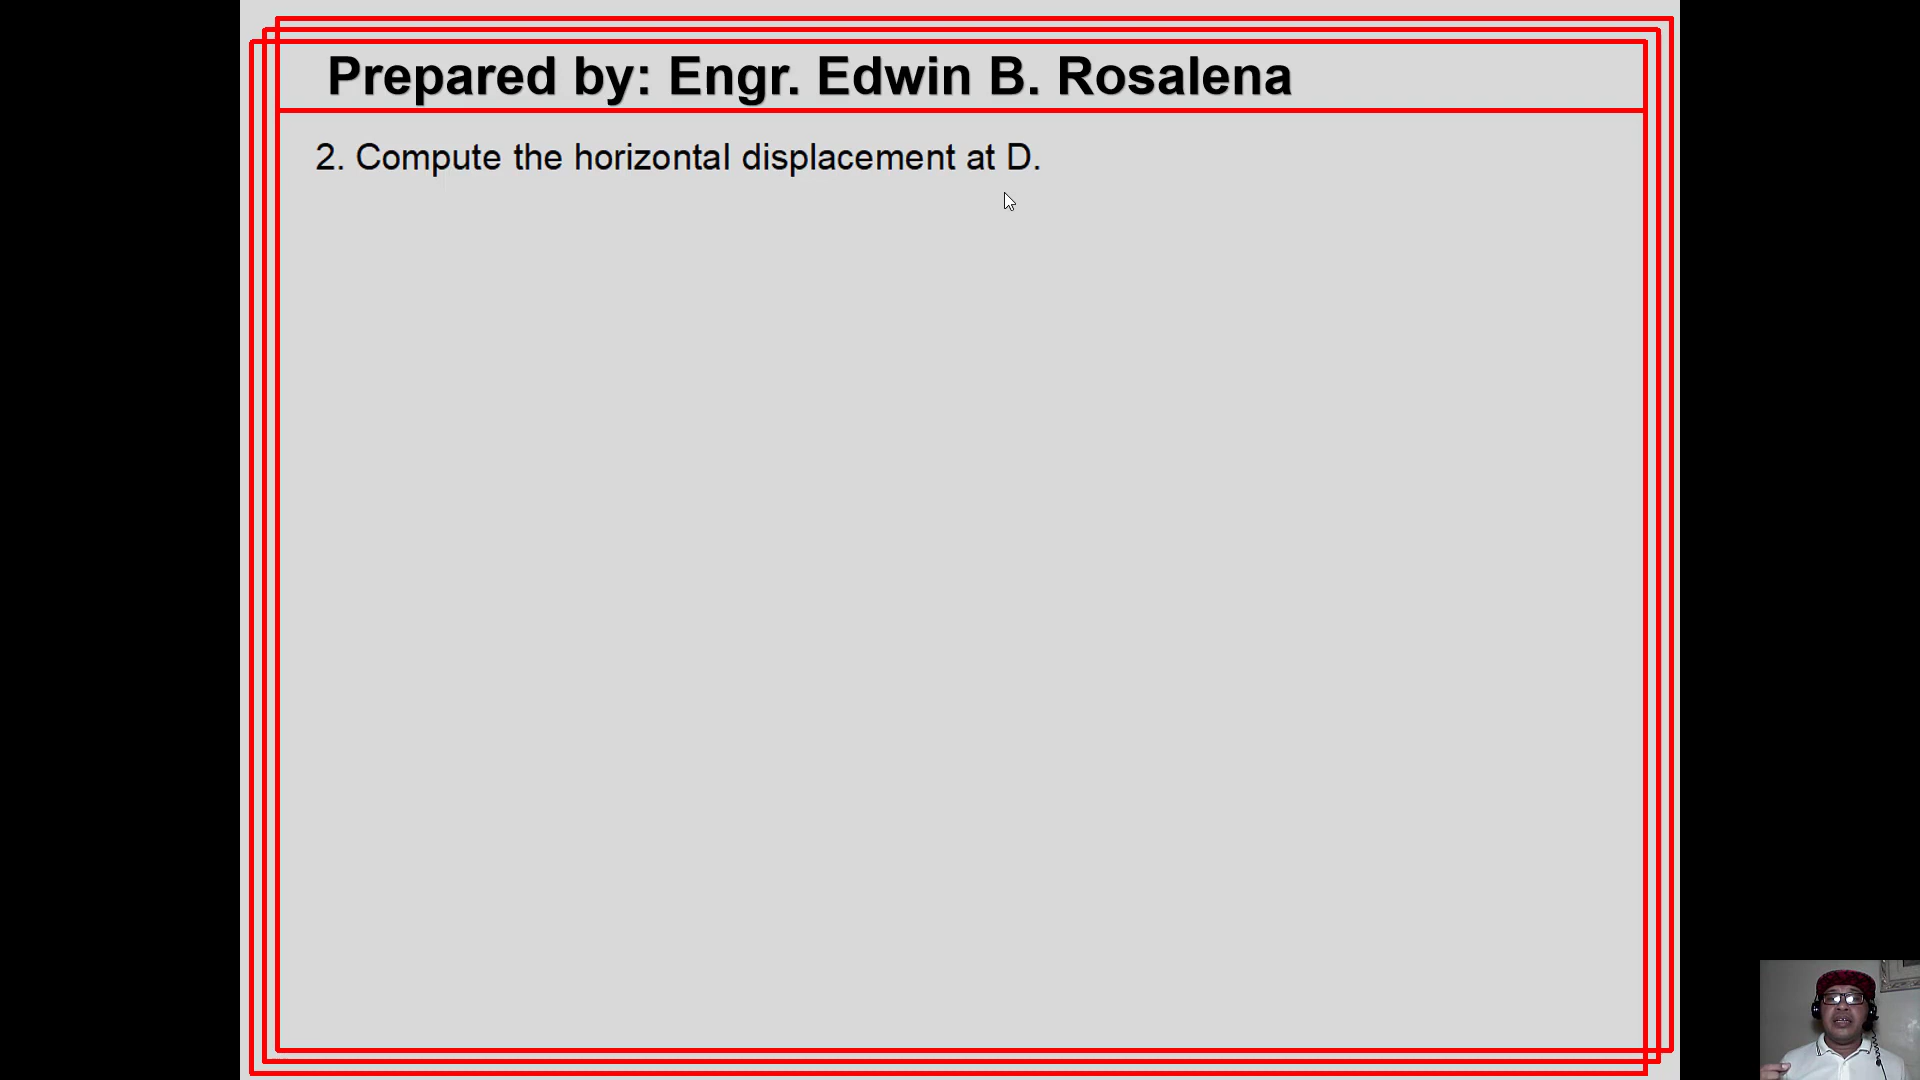 Prepared by: Engr. Edwin B. Rosalena
2. Compute the horizontal displacement at D.